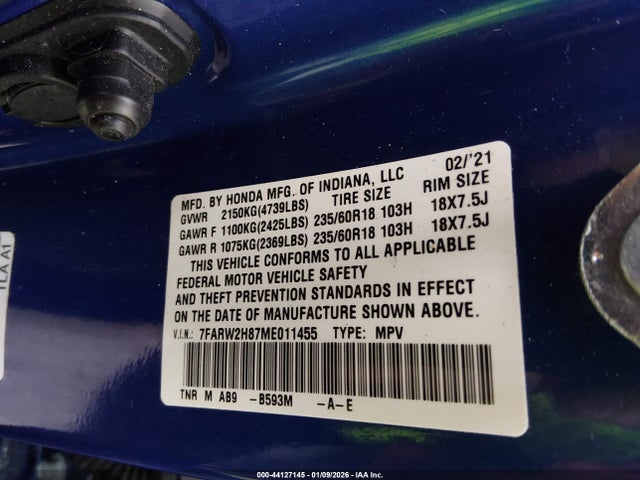 MFD. BY HONDA MFG. OF INDIANA, LLC 02/'21
GVWR 2150KG(4739LBS) TIRE SIZE RIM SIZE
GAWR F 1100KG(2425LBS) 235/60R18 103H 18X7.5J
GAWR R 1075KG(2369LBS) 235/60R18 103H 18X7.5J
THIS VEHICLE CONFORMS TO ALL APPLICABLE
FEDERAL MOTOR VEHICLE SAFETY
AND THEFT PREVENTION STANDARDS IN EFFECT
ON THE DATE OF MANUFACTURE SHOWN ABOVE.
V.I.N.: 7FARW2H87ME011455 TYPE: MPV
TNR M AB9 -B593M -A-E
TLA A1
000-44127145 - 01/09/2026 - IAA Inc.